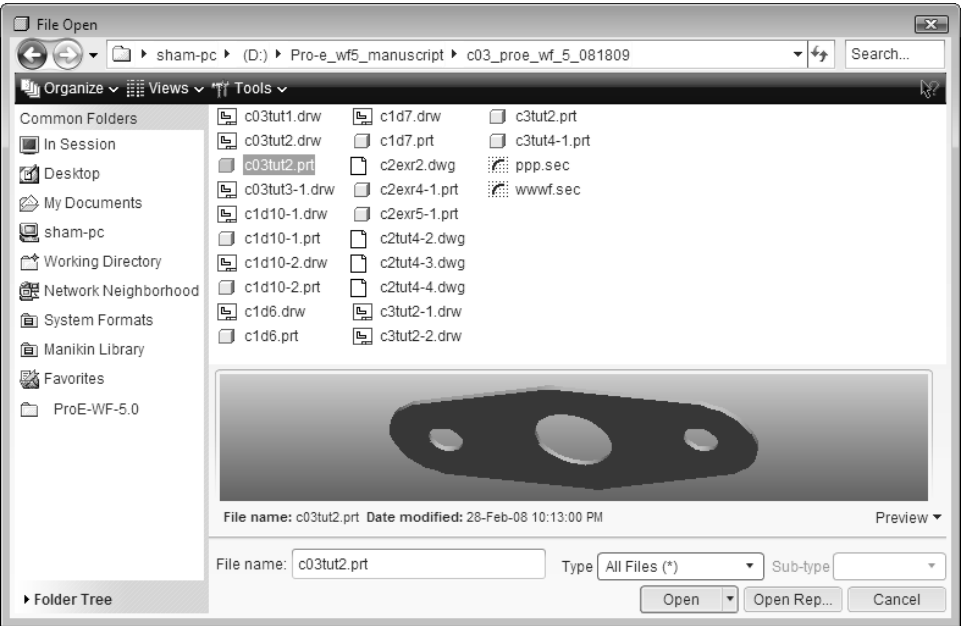 File Open
sham-pc (D:) Pro-e_wf5_manuscript c03_proe_wf_5_081809 Search...
Organize Views Tools
Common Folders
In Session
Desktop
My Documents
sham-pc
Working Directory
Network Neighborhood
System Formats
Manikin Library
Favorites
ProE-WF-5.0
Folder Tree
c03tut1.drw
c03tut2.drw
c03tut2.prt
c03tut3-1.drw
c1d10-1.drw
c1d10-1.prt
c1d10-2.drw
c1d10-2.prt
c1d6.drw
c1d6.prt
c1d7.drw
c1d7.prt
c2exr2.dwg
c2exr4-1.prt
c2exr5-1.prt
c2tut4-2.dwg
c2tut4-3.dwg
c2tut4-4.dwg
c3tut2-1.drw
c3tut2-2.drw
c3tut2.prt
c3tut4-1.prt
ppp.sec
wwwf.sec
File name: c03tut2.prt Date modified: 28-Feb-08 10:13:00 PM
Preview
File name: c03tut2.prt Type All Files (*) Sub-type
Open Open Rep... Cancel